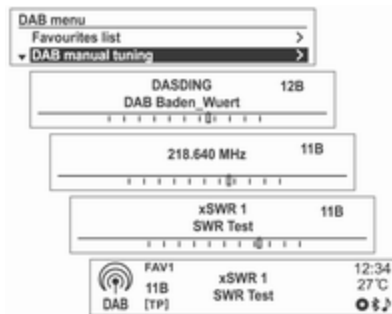 DAB menu
Favourites list >
DAB manual tuning >
DASDING 12B
DAB Baden_Wuert
218.640 MHz 11B
xSWR 1 11B
SWR Test
FAV1 12:34
xSWR 1 27°C
11B
SWR Test
DAB [TP]